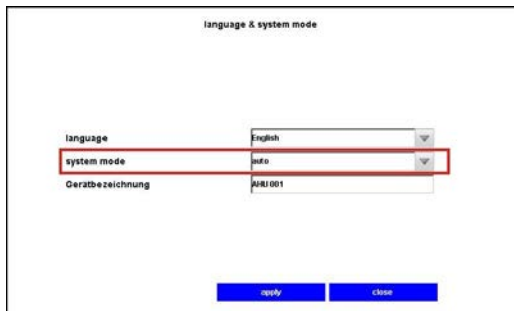 language & system mode
language English
system mode auto
Gerätbezeichnung AHU 001
apply close